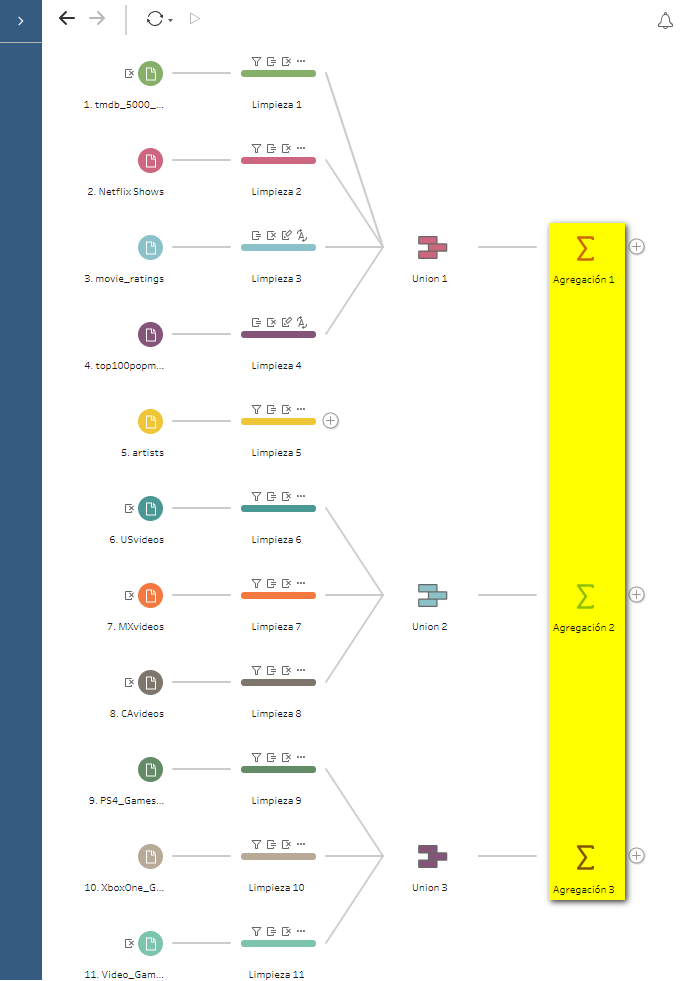 1. tmdb_5000_...
Limpieza 1
2. Netflix Shows
Limpieza 2
3. movie_ratings
Limpieza 3
Union 1
Agregación 1
4. top100popm...
Limpieza 4
5. artists
Limpieza 5
6. USvideos
Limpieza 6
7. MXvideos
Limpieza 7
Union 2
Agregación 2
8. CAvideos
Limpieza 8
9. PS4_Games...
Limpieza 9
10. XboxOne_G...
Limpieza 10
Union 3
Agregación 3
11. Video_Gam...
Limpieza 11